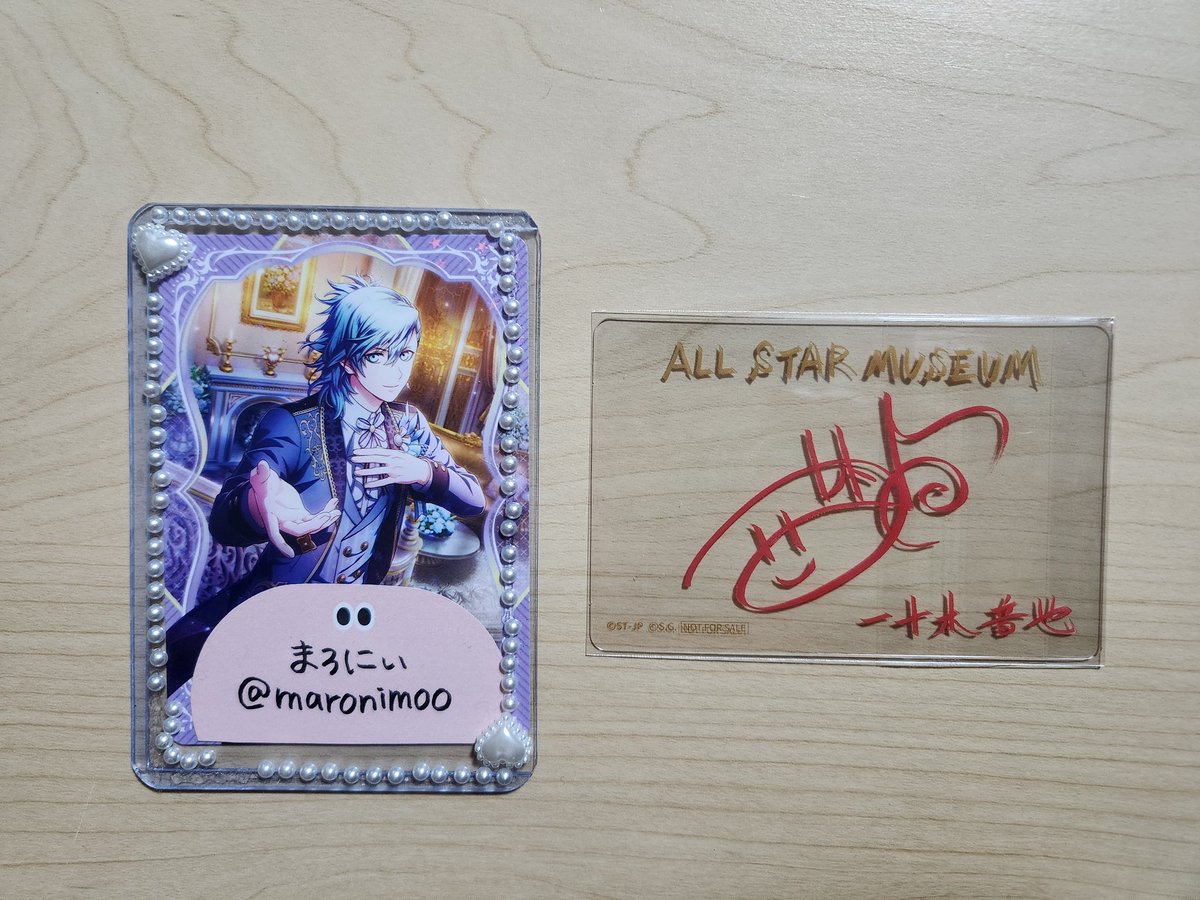 まろにぃ
@maronimoo
ALL STAR MUSEUM
©ST-JP ©S.G. NOT FOR SALE
一十木音也